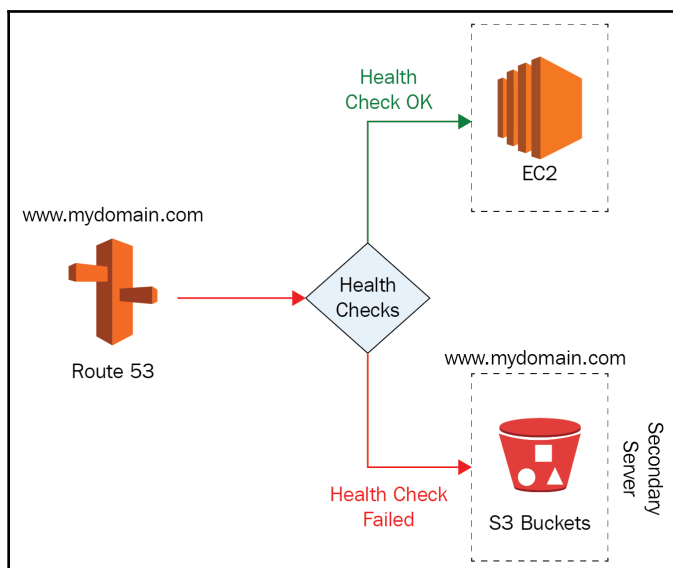 Health
Check OK
EC2
www.mydomain.com
Route 53
Health
Checks
www.mydomain.com
Secondary
Server
S3 Buckets
Health Check
Failed